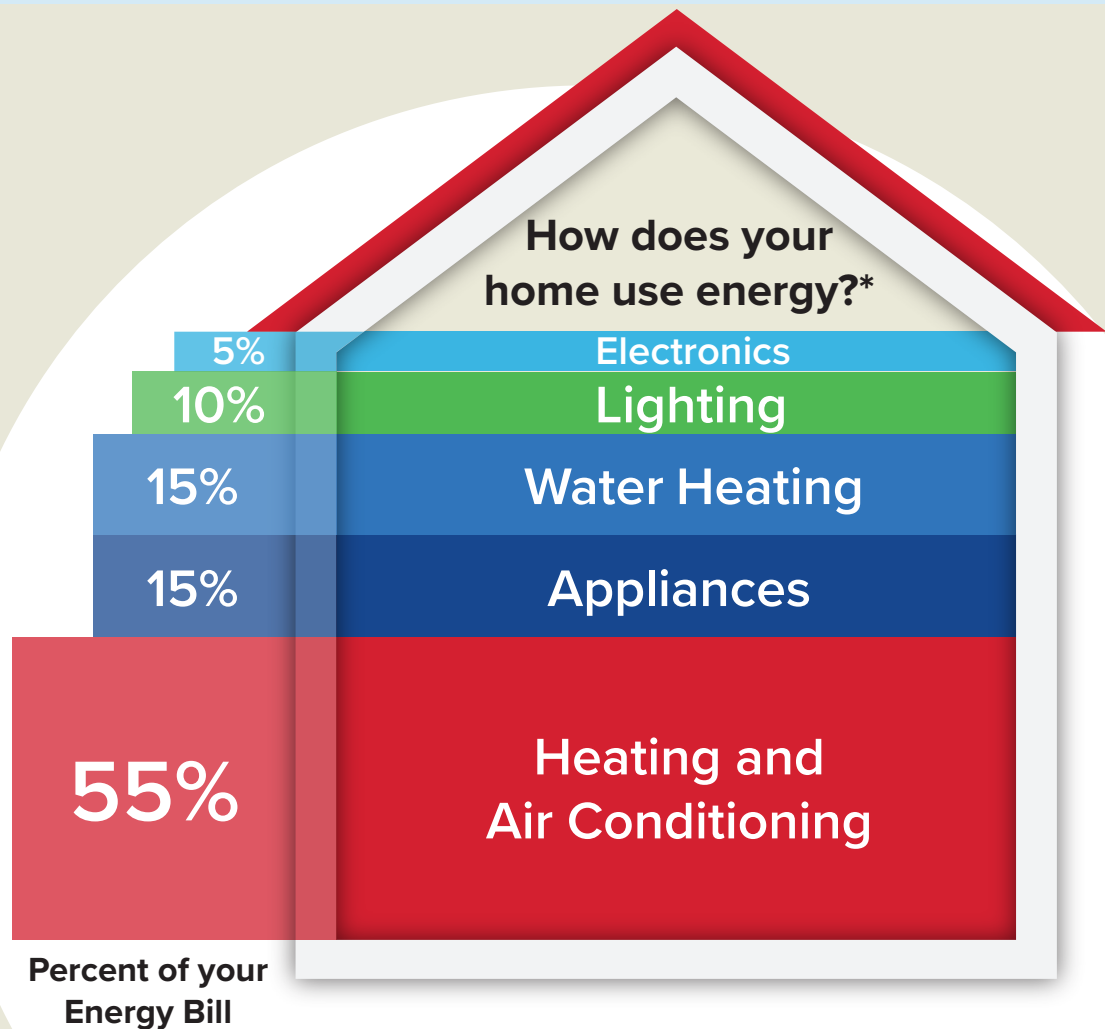 How does your
home use energy?*
5% Electronics
10% Lighting
15% Water Heating
15% Appliances
55% Heating and
Air Conditioning
Percent of your
Energy Bill